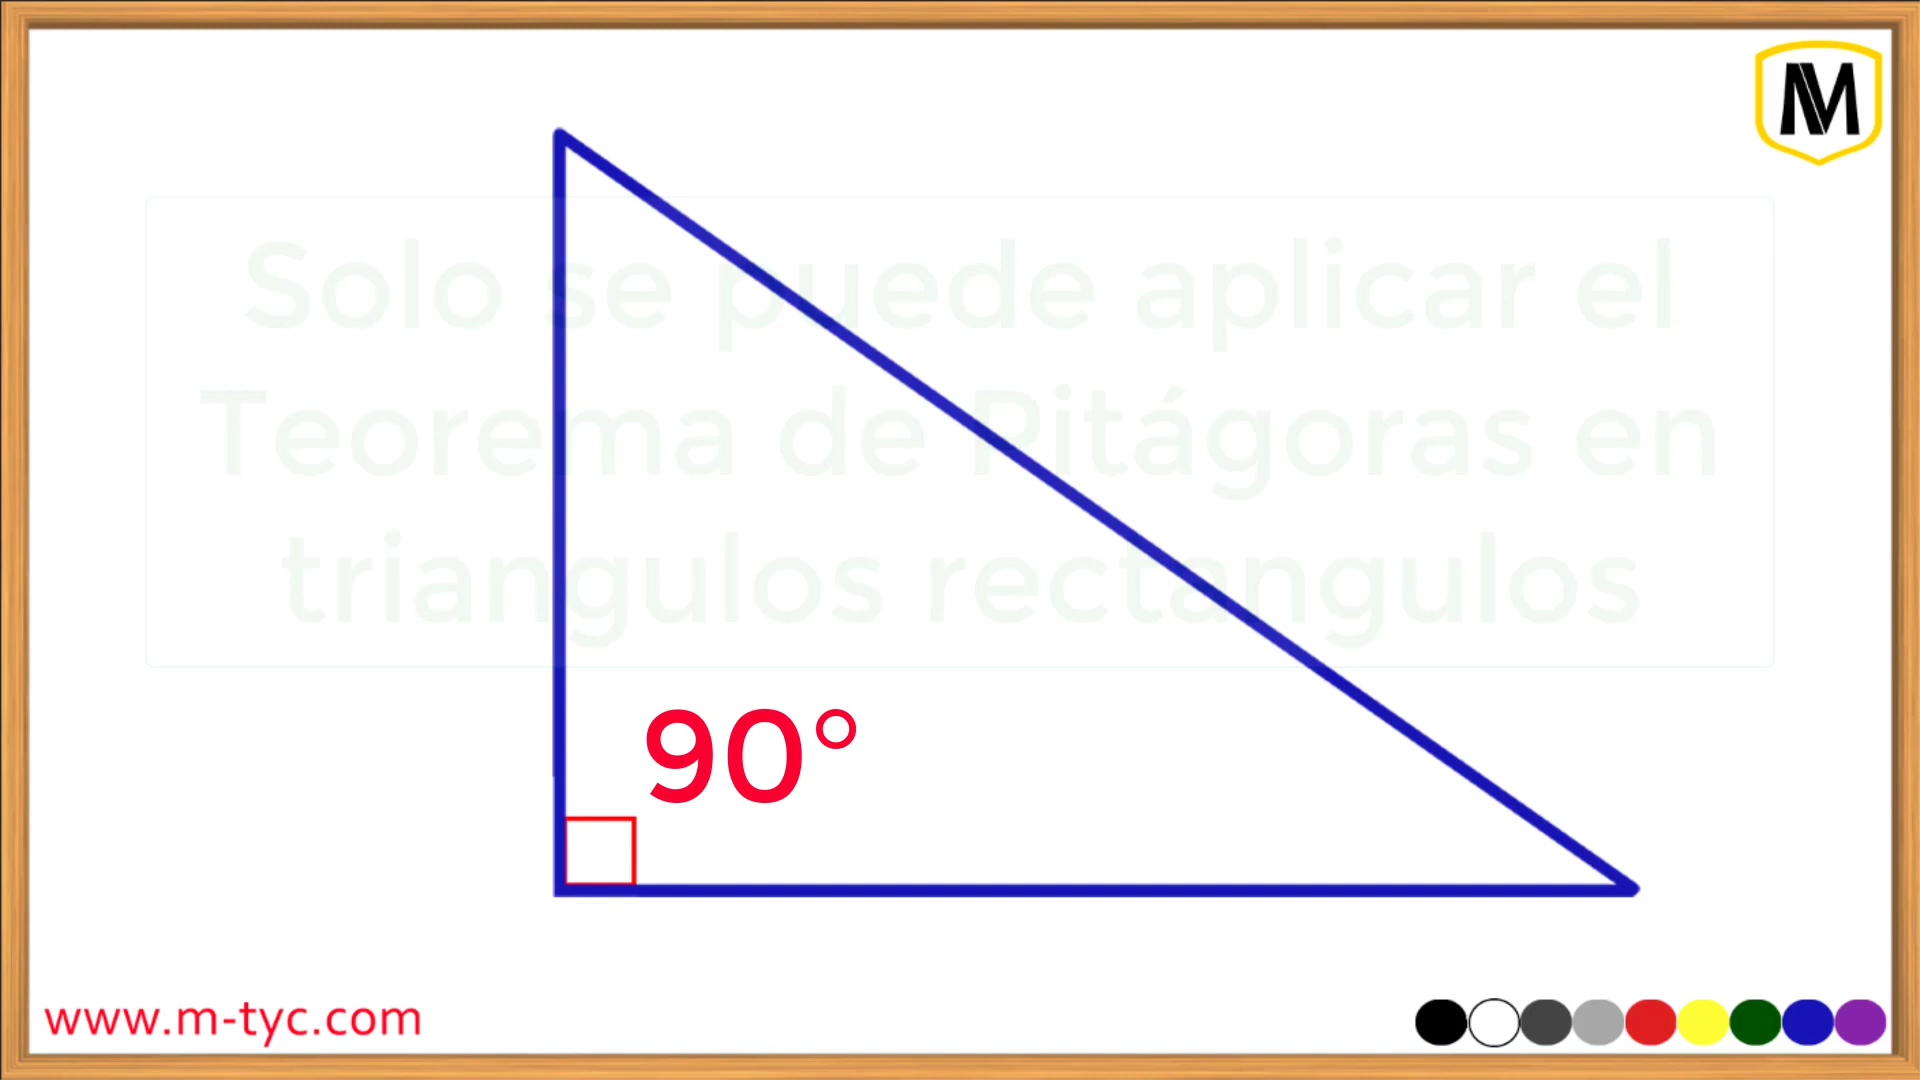 M
Solo se puede aplicar el
Teorema de Pitágoras en
triangulos rectangulos
90°
www.m-tyc.com